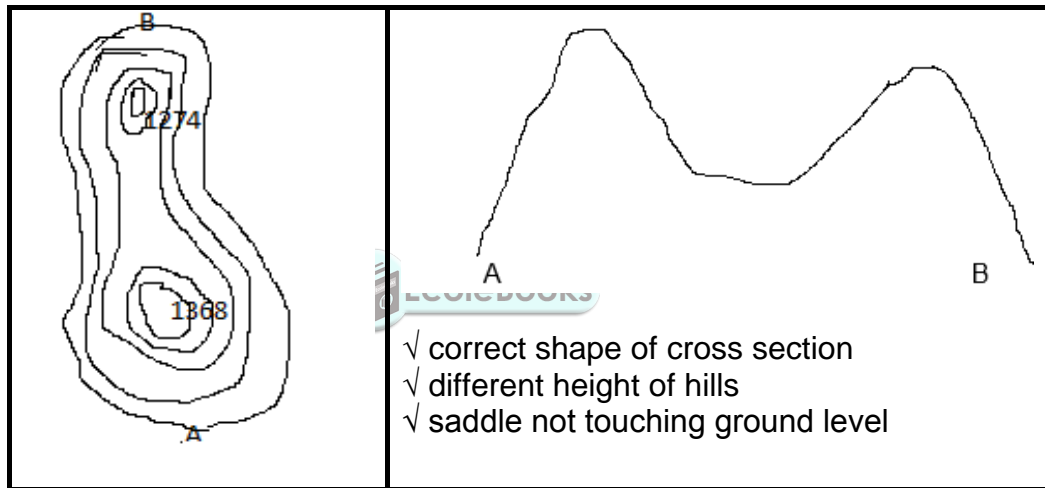 B
1274
1368
A
A
B
√ correct shape of cross section
√ different height of hills
√ saddle not touching ground level